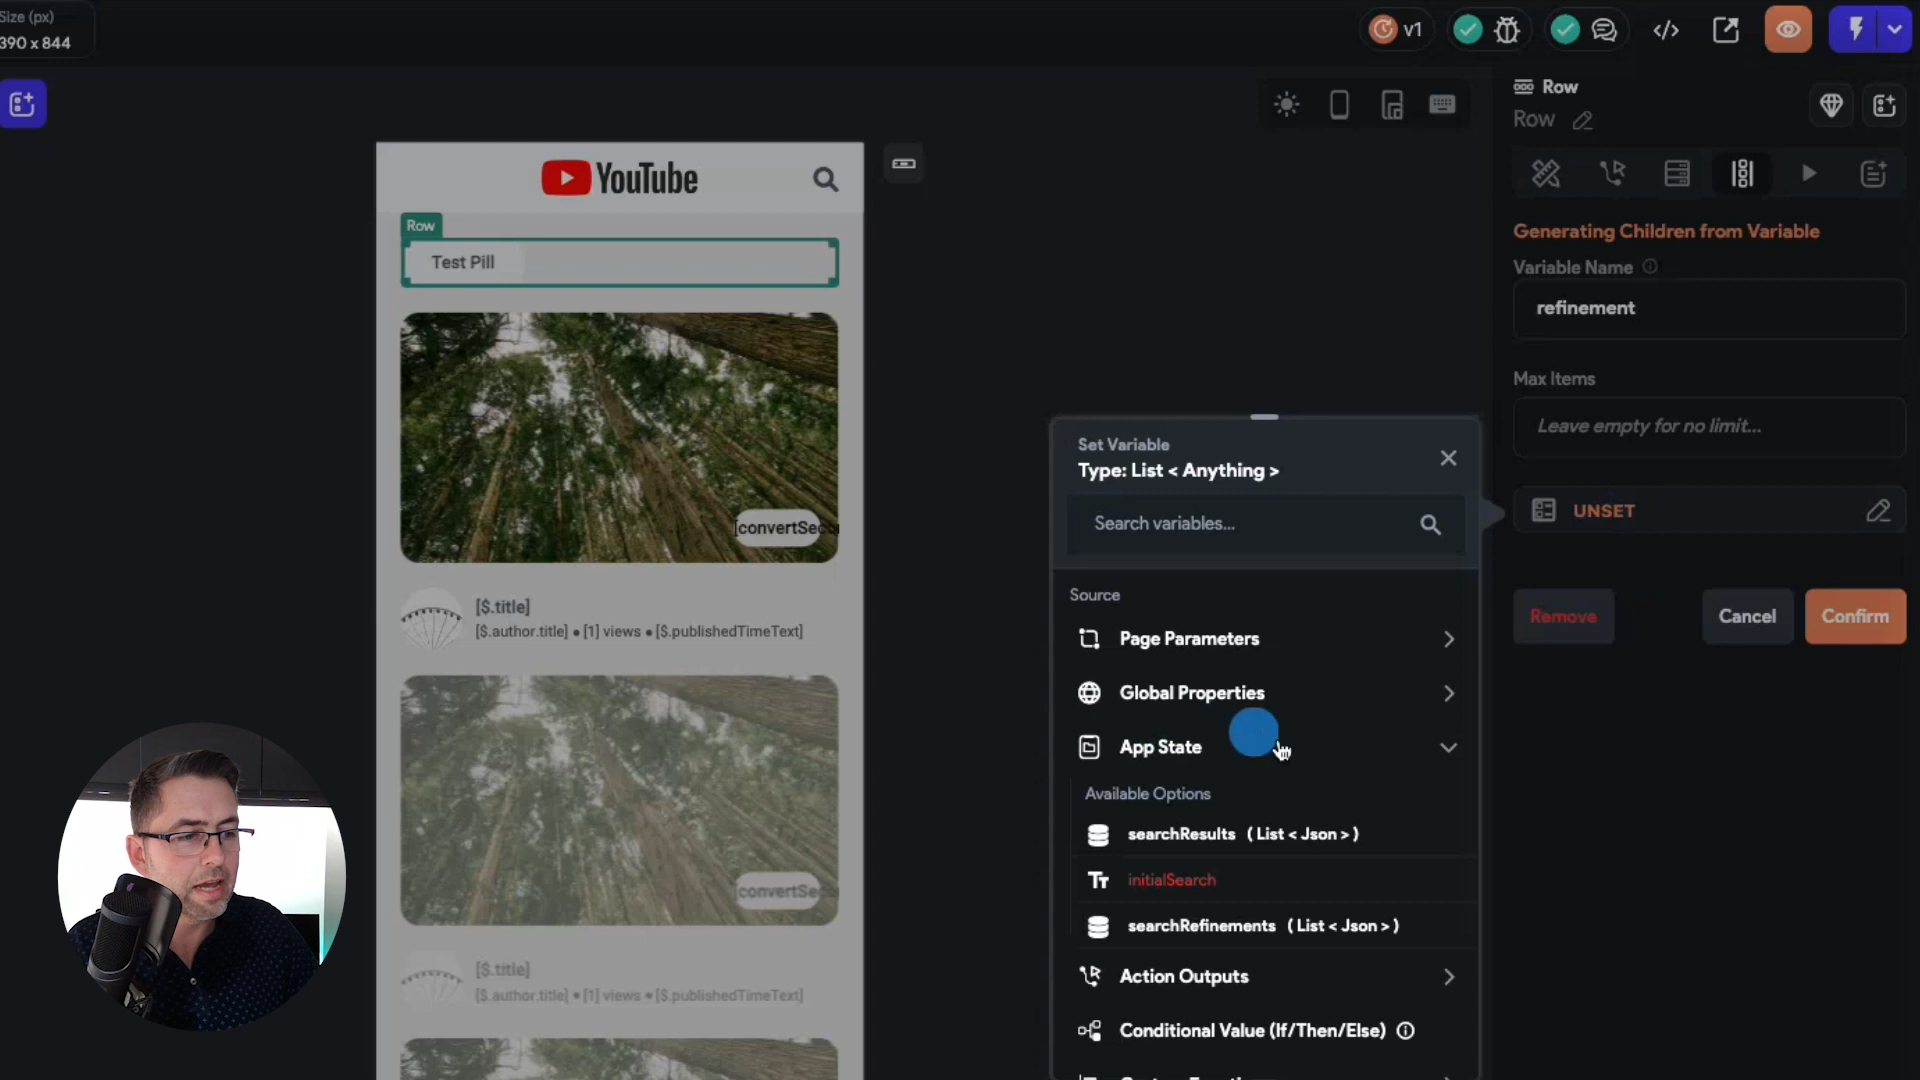 Size (px)
390 x 844
v1
Row
Row
YouTube
Row
Test Pill
Generating Children from Variable
Variable Name
refinement
Max Items
Leave empty for no limit...
UNSET
Remove
Cancel
Confirm
[convertSeco
[$.title]
[$.author.title] • [1] views • [$.publishedTimeText]
convertSec
[$.title]
[$.author.title] • [1] views • [$.publishedTimeText]
Set Variable
Type: List < Anything >
Search variables...
Source
Page Parameters
Global Properties
App State
Available Options
searchResults ( List < Json > )
Tт initialSearch
searchRefinements ( List < Json > )
Action Outputs
Conditional Value (If/Then/Else)